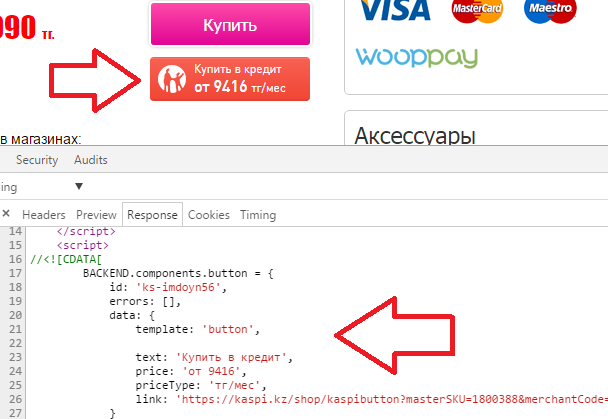 090 тг.
Купить
Купить в кредит
от 9416 тг/мес
VISA
MasterCard
Maestro
wooppay
в магазинах:
Аксессуары
Security Audits
ing ▼
× Headers Preview Response Cookies Timing
14 </script>
15 <script>
16 //<![CDATA[
17 BACKEND.components.button = {
18 id: 'ks-imdoyn56',
19 errors: [],
20 data: {
21 template: 'button',
22
23 text: 'Купить в кредит',
24 price: 'от 9416',
25 priceType: 'тг/мес',
26 link: 'https://kaspi.kz/shop/kaspibutton?masterSKU=1800388&merchantCode=
27 }